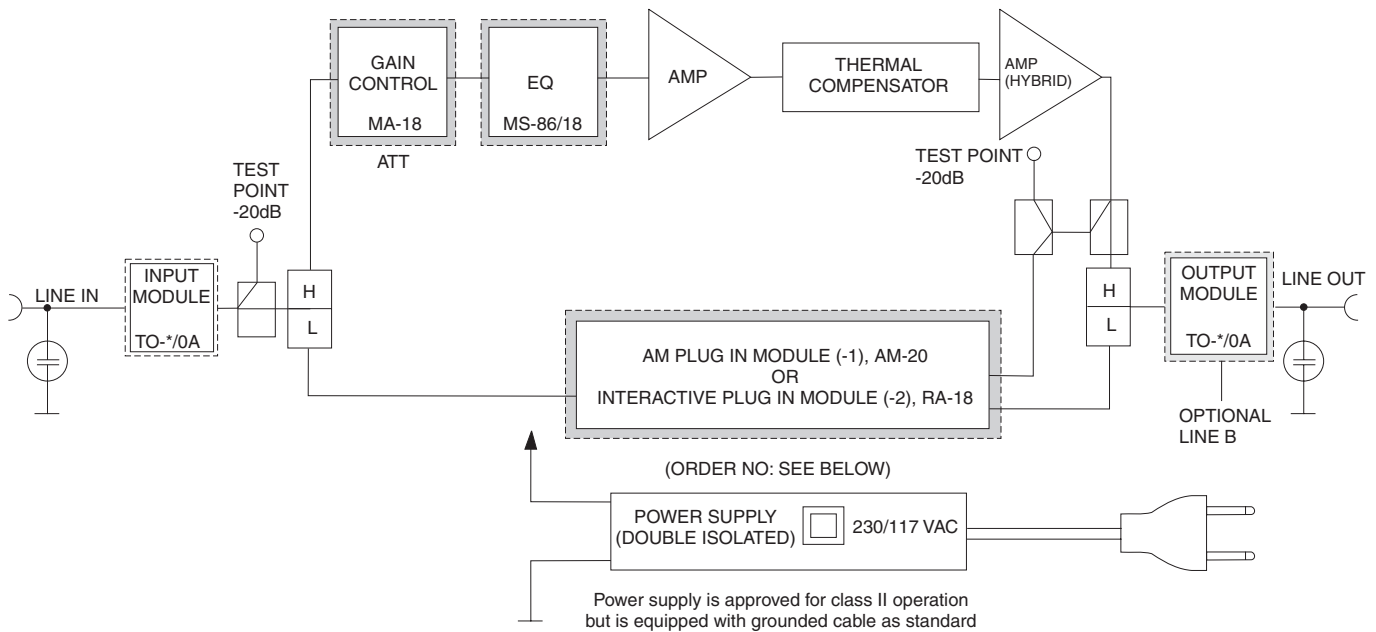 GAIN
CONTROL
MA-18
ATT
EQ
MS-86/18
AMP
THERMAL
COMPENSATOR
AMP
(HYBRID)
TEST
POINT
-20dB
TEST POINT
-20dB
LINE IN
INPUT
MODULE
TO-*/0A
H
L
AM PLUG IN MODULE (-1), AM-20
OR
INTERACTIVE PLUG IN MODULE (-2), RA-18
H
L
OUTPUT
MODULE
TO-*/0A
LINE OUT
OPTIONAL
LINE B
(ORDER NO: SEE BELOW)
POWER SUPPLY
(DOUBLE ISOLATED)
230/117 VAC
Power supply is approved for class II operation
but is equipped with grounded cable as standard